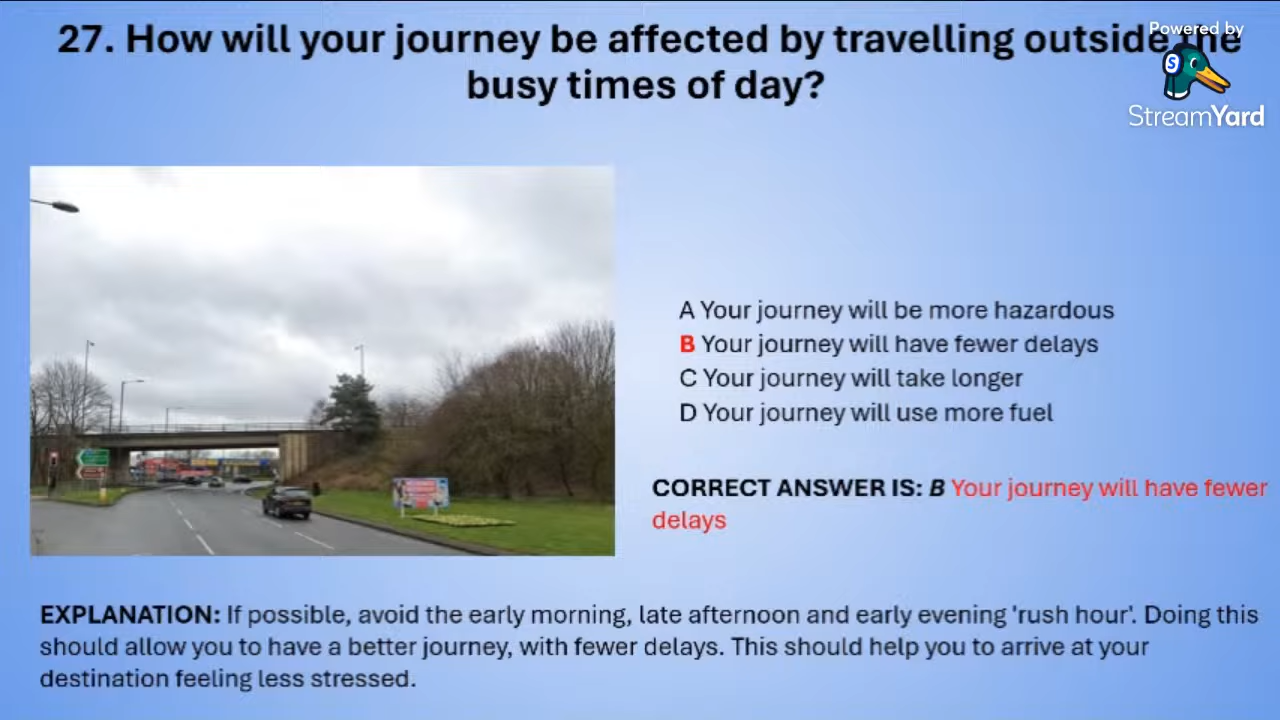 27. How will your journey be affected by travelling outside the
busy times of day?
Powered by
StreamYard
A Your journey will be more hazardous
B Your journey will have fewer delays
C Your journey will take longer
D Your journey will use more fuel
CORRECT ANSWER IS: B Your journey will have fewer
delays
EXPLANATION: If possible, avoid the early morning, late afternoon and early evening 'rush hour'. Doing this
should allow you to have a better journey, with fewer delays. This should help you to arrive at your
destination feeling less stressed.